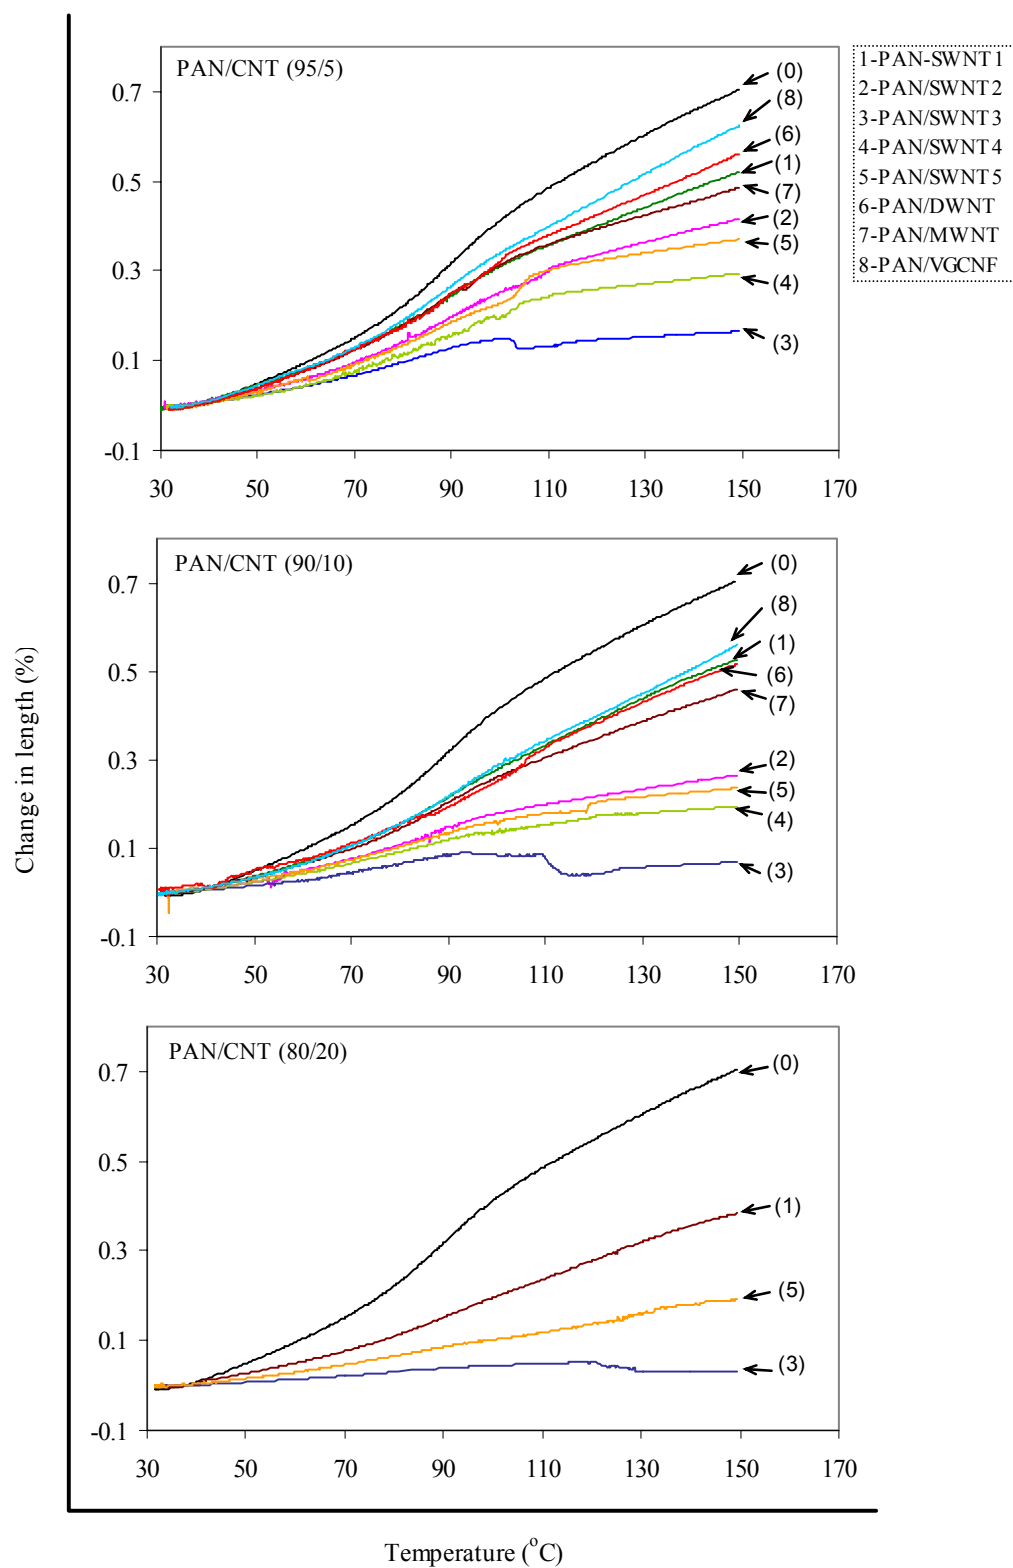 PAN/CNT (95/5)
0.7
0.5
0.3
0.1
-0.1
30 50 70 90 110 130 150 170
(0)
(8)
(6)
(1)
(7)
(2)
(5)
(4)
(3)
1-PAN-SWNT1
2-PAN/SWNT2
3-PAN/SWNT3
4-PAN/SWNT4
5-PAN/SWNT5
6-PAN/DWNT
7-PAN/MWNT
8-PAN/VGCNF
Change in length (%)
PAN/CNT (90/10)
0.7
0.5
0.3
0.1
-0.1
30 50 70 90 110 130 150 170
(0)
(8)
(1)
(6)
(7)
(2)
(5)
(4)
(3)
PAN/CNT (80/20)
0.7
0.5
0.3
0.1
-0.1
30 50 70 90 110 130 150 170
(0)
(1)
(5)
(3)
Temperature (°C)